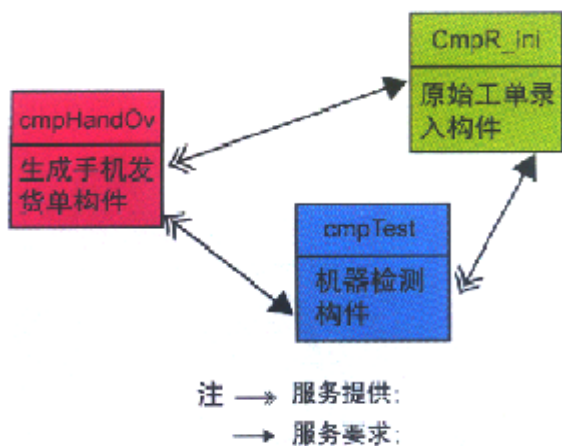 CmpR_Ini
原始工单录
入构件
cmpHandOv
生成手机发
货单构件
cmpTest
机器检测
构件
注 服务提供;
服务要求;